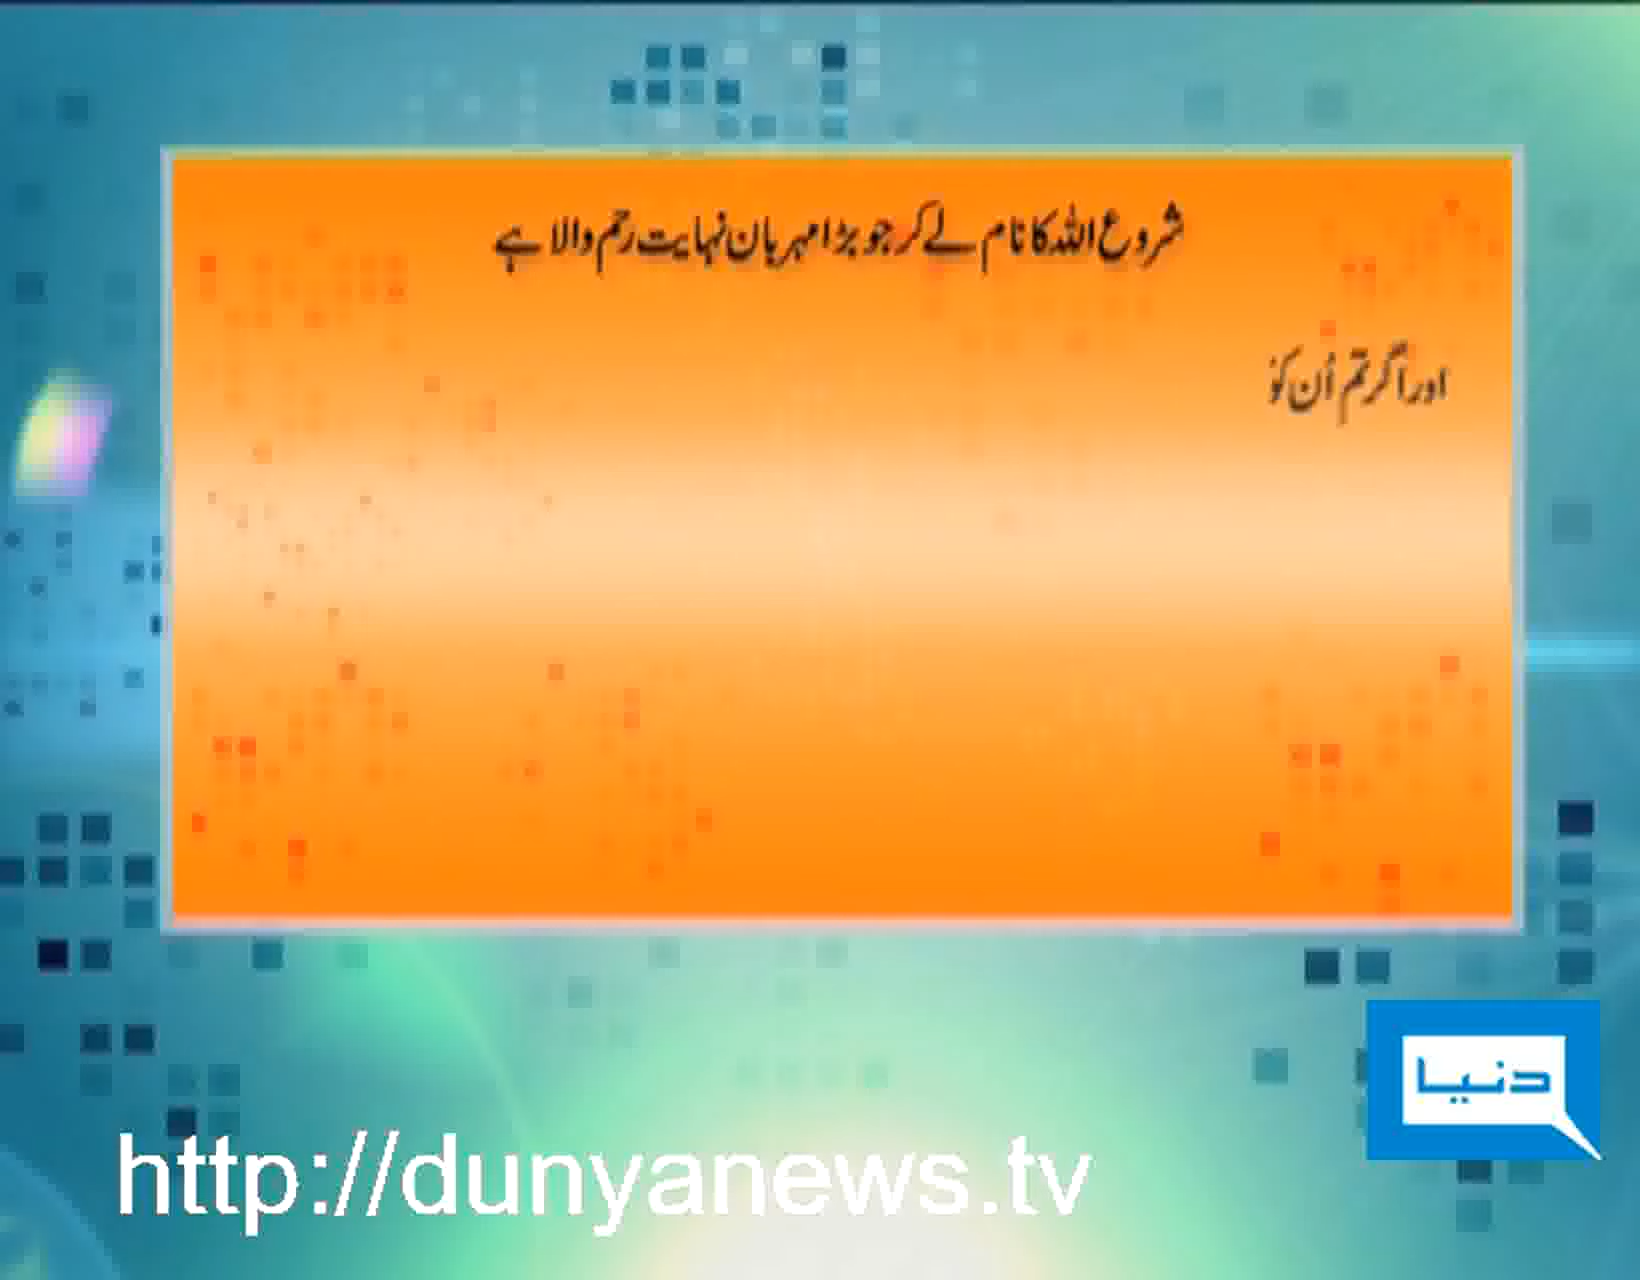 شروع اللہ کا نام لے کر جو بڑا مہربان نہایت رحم والا ہے
اور اگر تم اُن کو
دنیا
http://dunyanews.tv